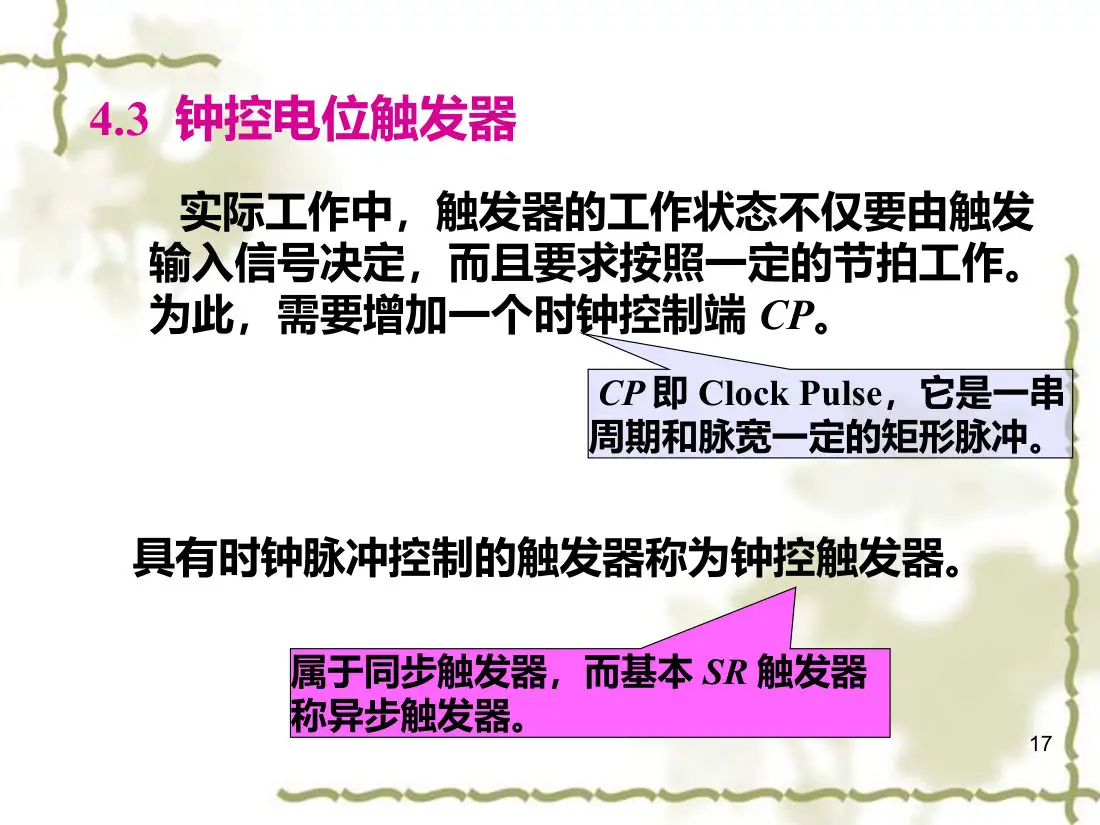 4.3 钟控电位触发器
实际工作中，触发器的工作状态不仅要由触发
输入信号决定，而且要求按照一定的节拍工作。
为此，需要增加一个时钟控制端 CP。
CP 即 Clock Pulse，它是一串
周期和脉宽一定的矩形脉冲。
具有时钟脉冲控制的触发器称为钟控触发器。
属于同步触发器，而基本 SR 触发器
称异步触发器。
17